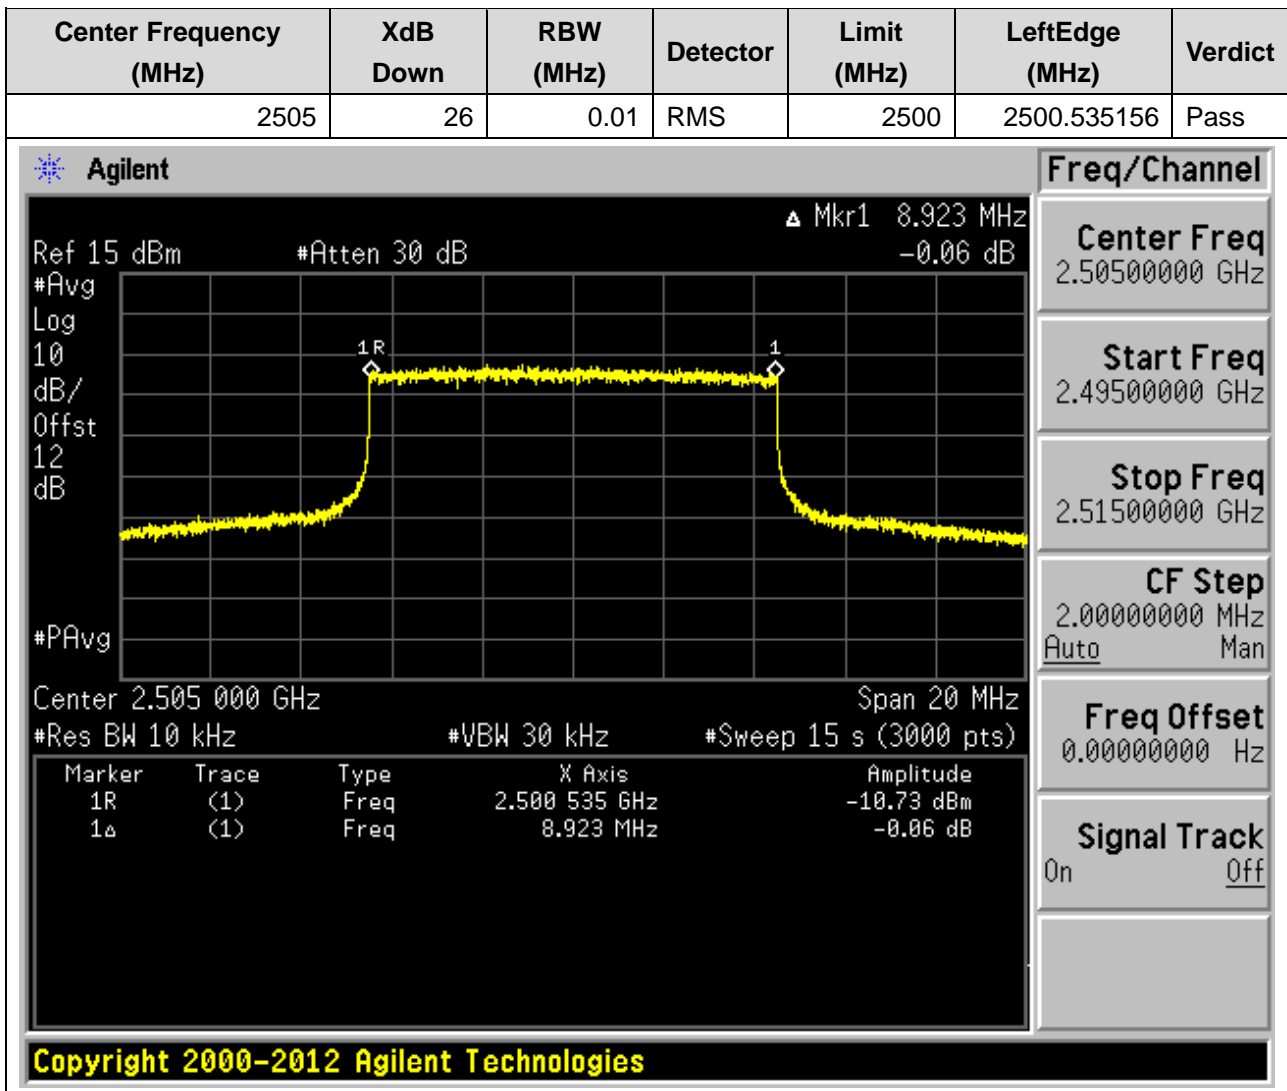 Center Frequency (MHz) XdB Down RBW (MHz) Detector Limit (MHz) LeftEdge (MHz) Verdict
2505 26 0.01 RMS 2500 2500.535156 Pass
Agilent
Freq/Channel
▵ Mkr1 8.923 MHz
Ref 15 dBm #Atten 30 dB -0.06 dB
#Avg
Log
10
dB/
Offst
12
dB
1R 1
#PAvg
Center 2.505 000 GHz Span 20 MHz
#Res BW 10 kHz #VBW 30 kHz #Sweep 15 s (3000 pts)
Marker Trace Type X Axis Amplitude
1R (1) Freq 2.500 535 GHz -10.73 dBm
1▵ (1) Freq 8.923 MHz -0.06 dB
Center Freq
2.50500000 GHz
Start Freq
2.49500000 GHz
Stop Freq
2.51500000 GHz
CF Step
2.00000000 MHz
Auto Man
Freq Offset
0.00000000 Hz
Signal Track
On Off
Copyright 2000-2012 Agilent Technologies